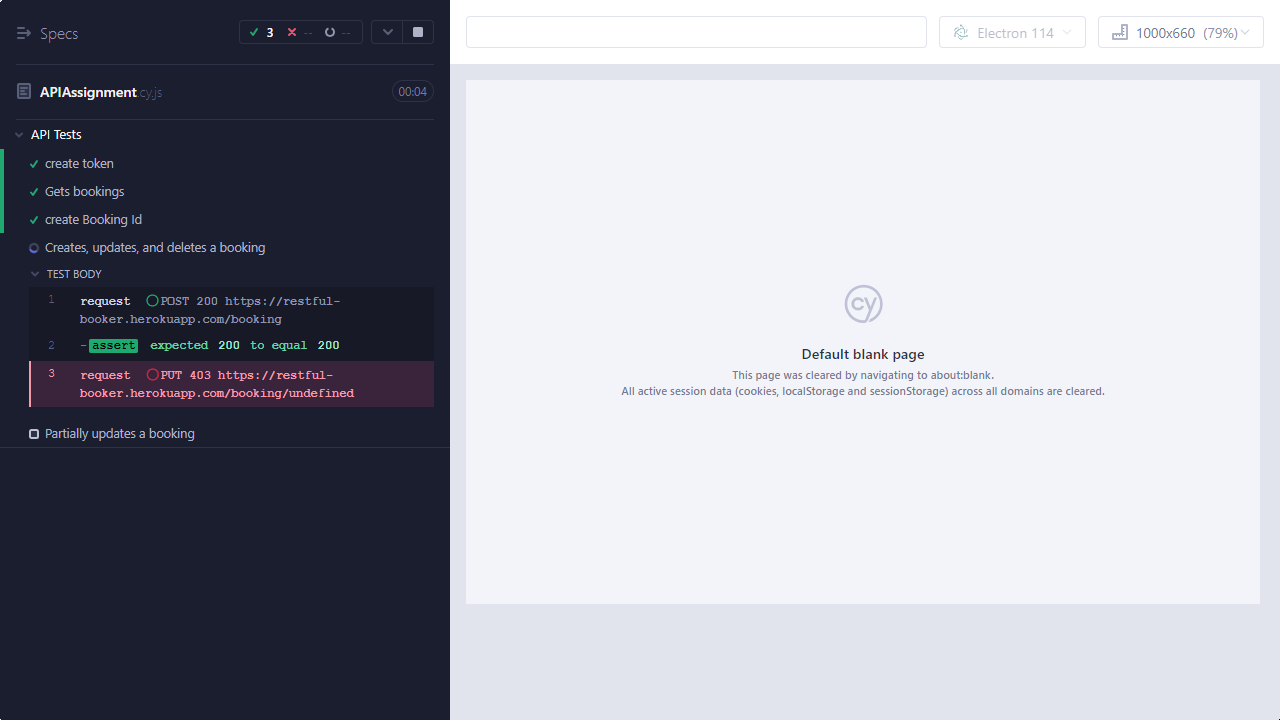 Specs
3 -- --
Electron 114
1000x660 (79%)
APIAssignment cy.js
00:04
API Tests
create token
Gets bookings
create Booking Id
Creates, updates, and deletes a booking
TEST BODY
1 request POST 200 https://restful-
booker.herokuapp.com/booking
2 -assert expected 200 to equal 200
3 request PUT 403 https://restful-
booker.herokuapp.com/booking/undefined
Partially updates a booking
cy
Default blank page
This page was cleared by navigating to about:blank.
All active session data (cookies, localStorage and sessionStorage) across all domains are cleared.